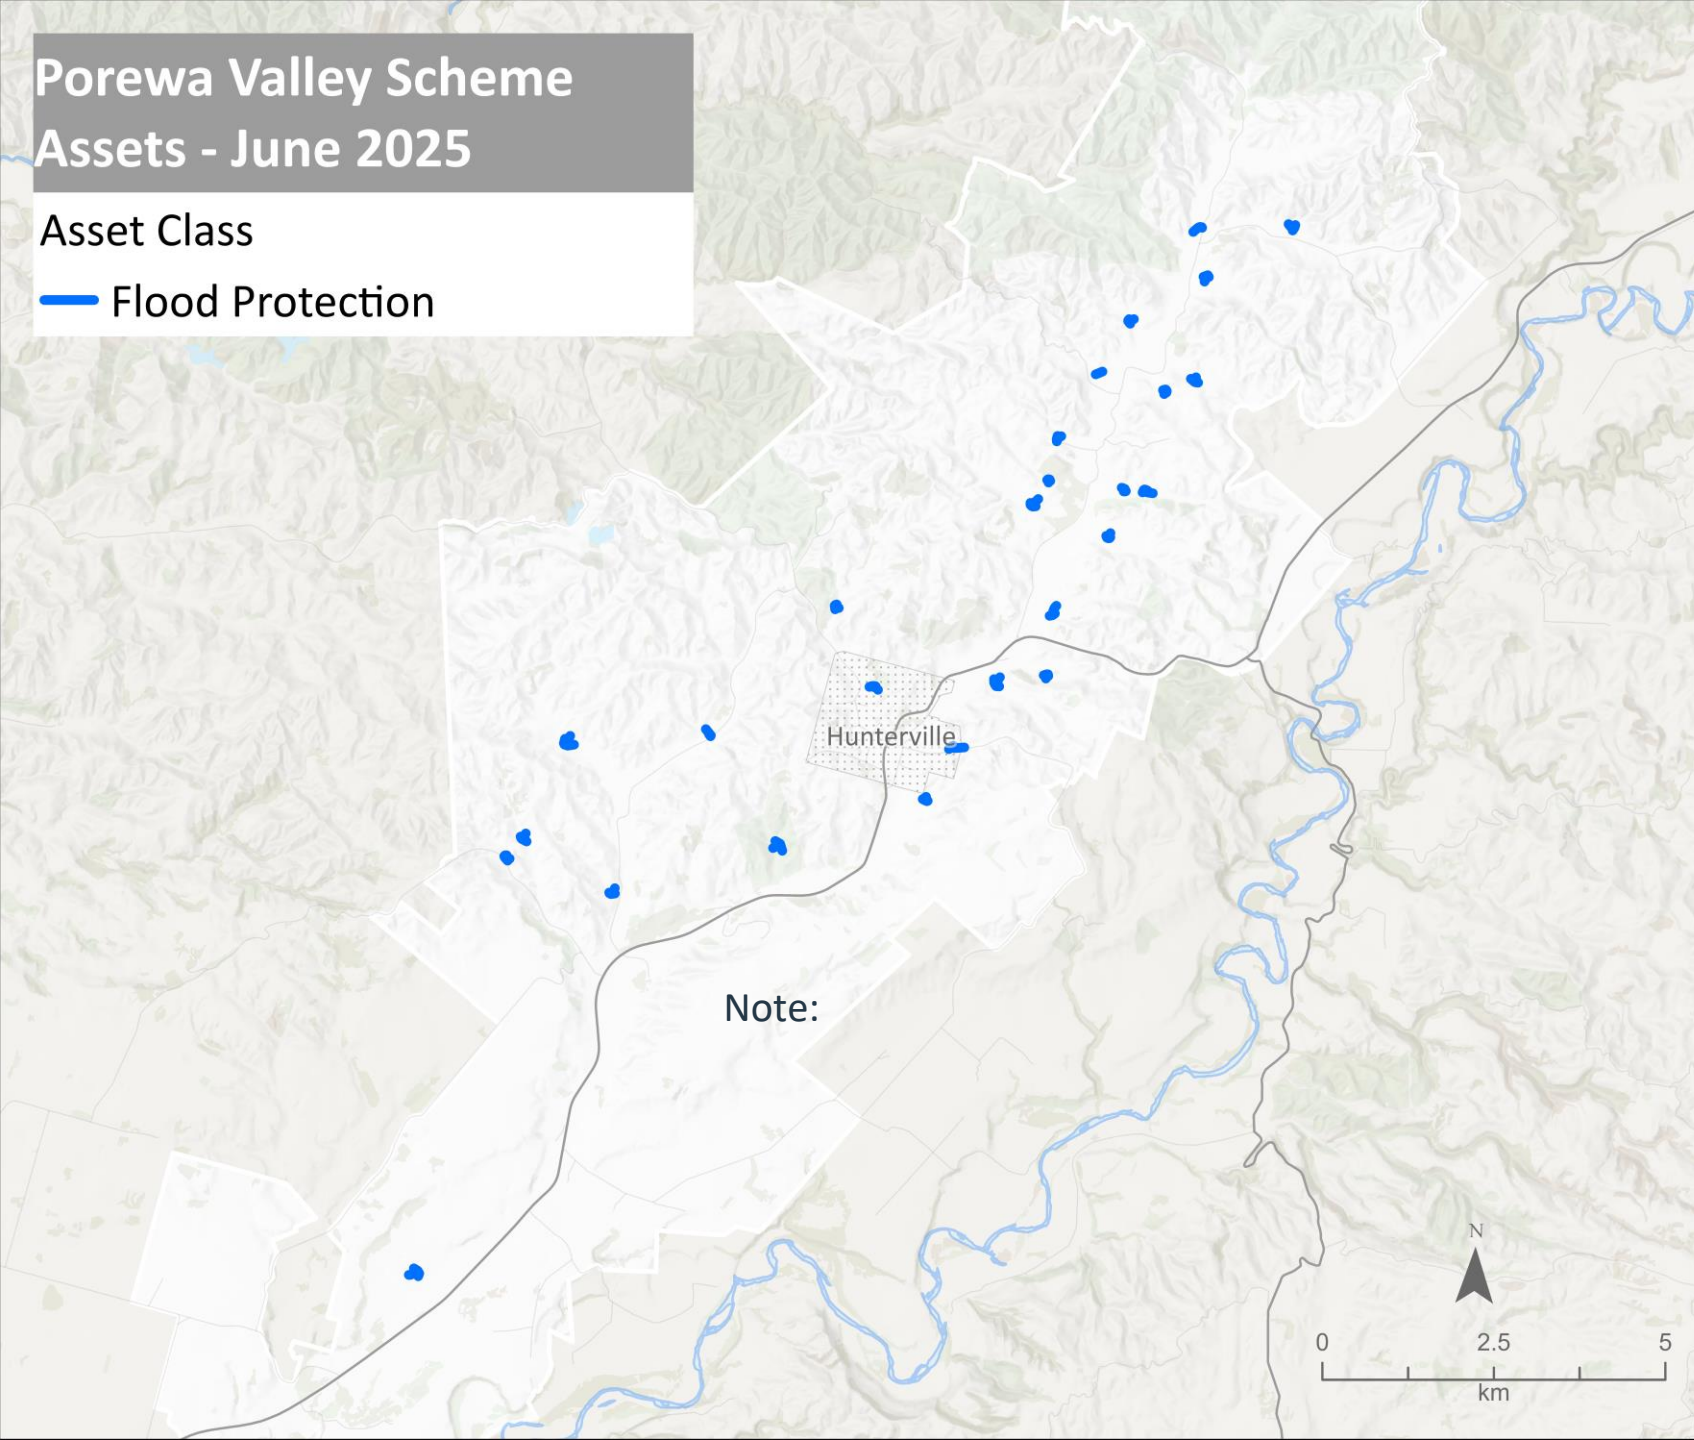 Porewa Valley Scheme
Assets - June 2025
Asset Class
Flood Protection
Hunterville
Note:
N
0 2.5 5
km